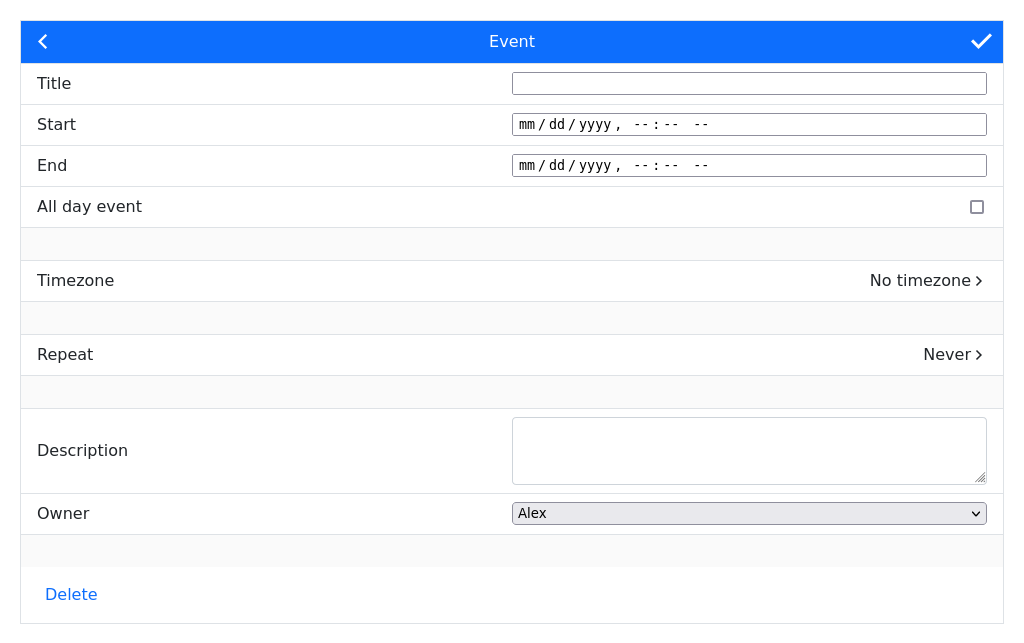 Event
Title
Start mm/dd/yyyy, --:-- --
End mm/dd/yyyy, --:-- --
All day event
Timezone No timezone
Repeat Never
Description
Owner Alex
Delete